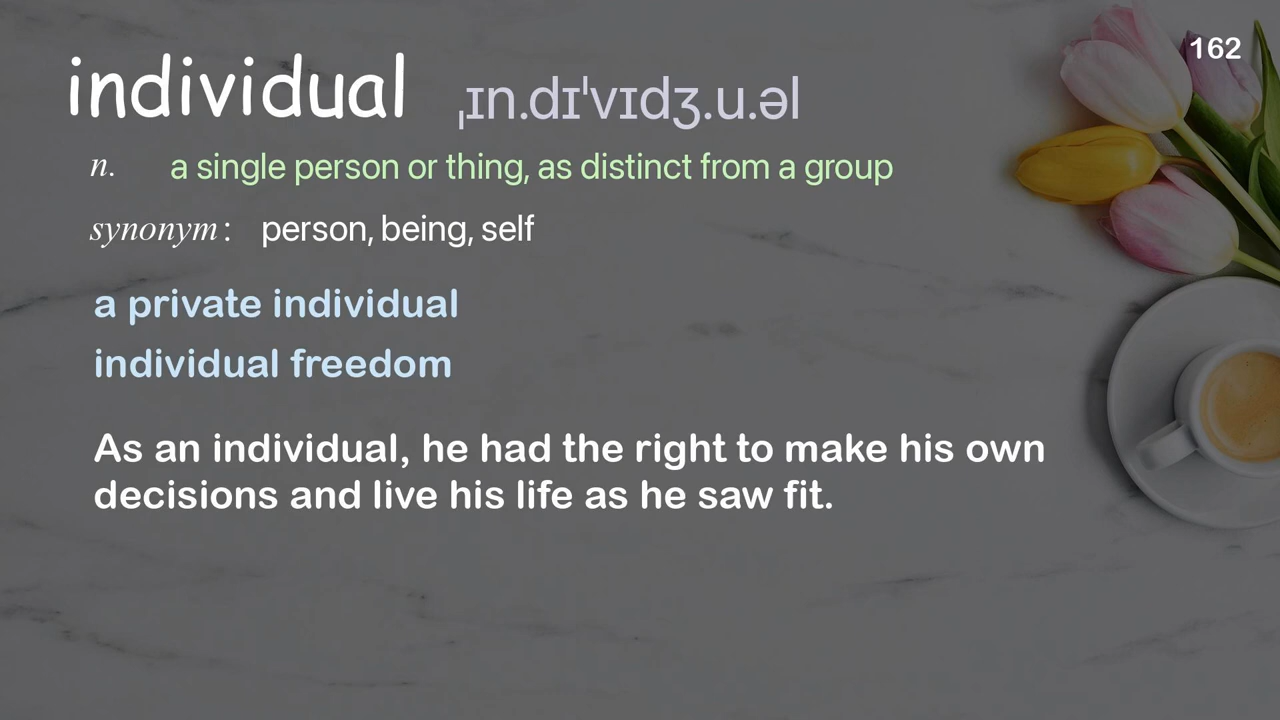 162
individual ˌɪn.dɪˈvɪdʒ.u.əl
n. a single person or thing, as distinct from a group
synonym: person, being, self
a private individual
individual freedom
As an individual, he had the right to make his own
decisions and live his life as he saw fit.